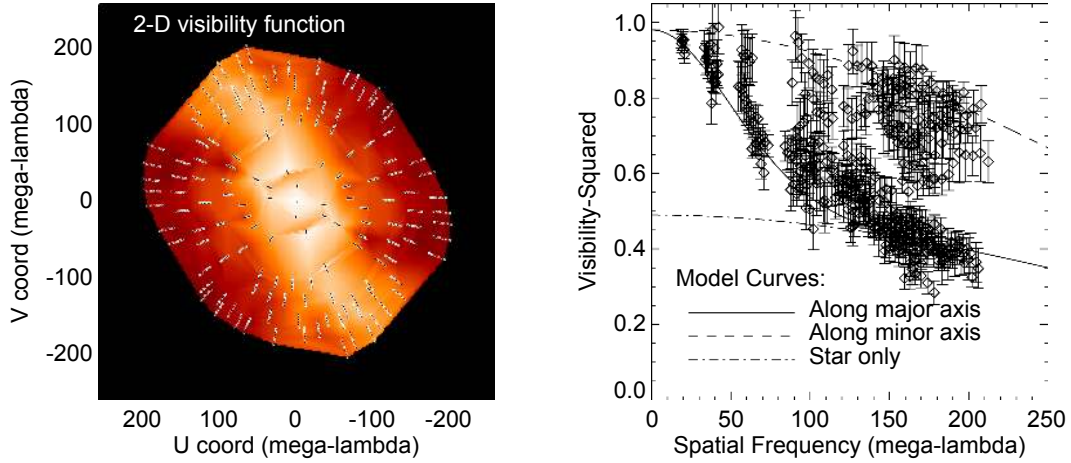 2-D visibility function
200
100
0
-100
-200
V coord (mega-lambda)
200 100 0 -100 -200
U coord (mega-lambda)
1.0
0.8
0.6
0.4
0.2
0.0
Visibility-Squared
Model Curves:
Along major axis
Along minor axis
Star only
0 50 100 150 200 250
Spatial Frequency (mega-lambda)